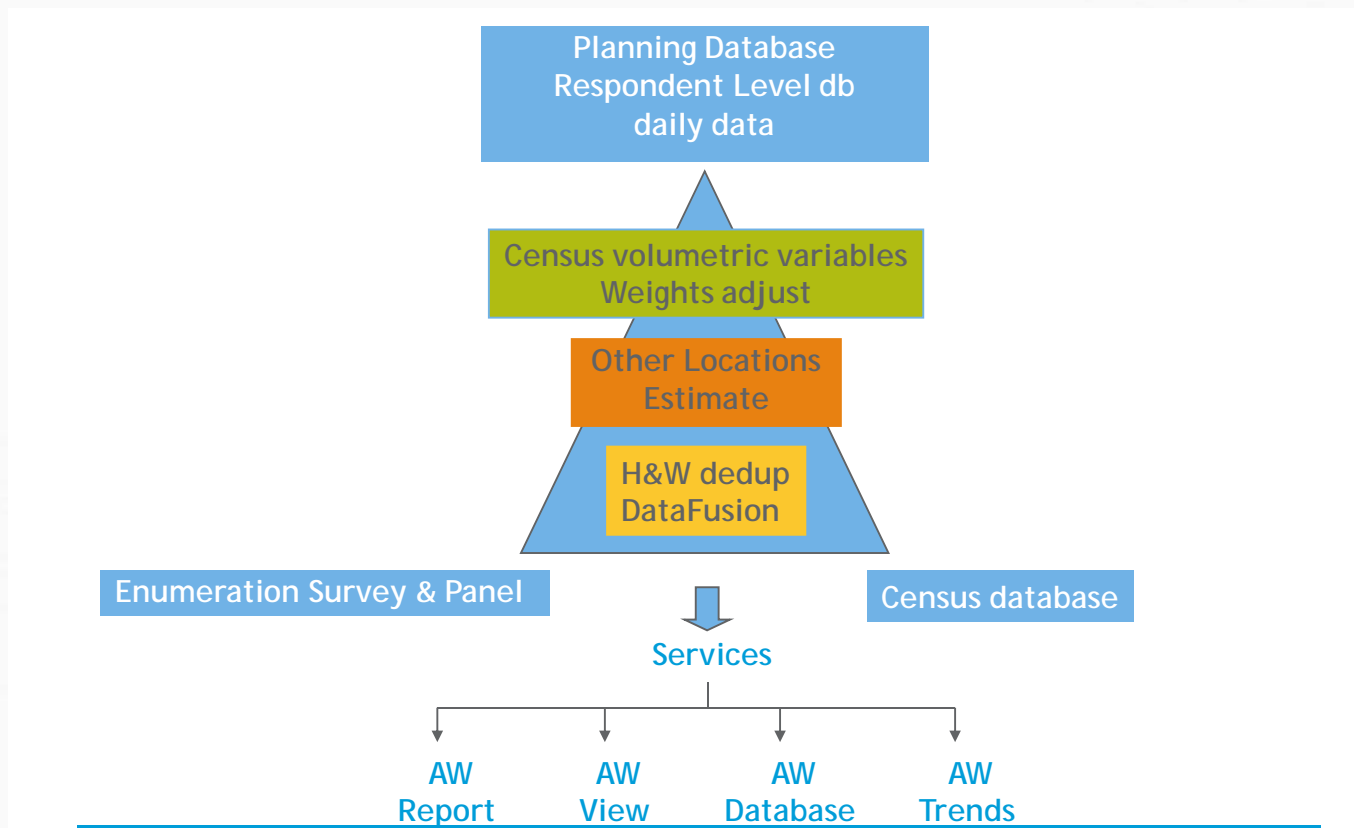 Planning Database
Respondent Level db
daily data
Census volumetric variables
Weights adjust
Other Locations
Estimate
H&W dedup
DataFusion
Enumeration Survey & Panel
Census database
Services
AW
Report
AW
View
AW
Database
AW
Trends